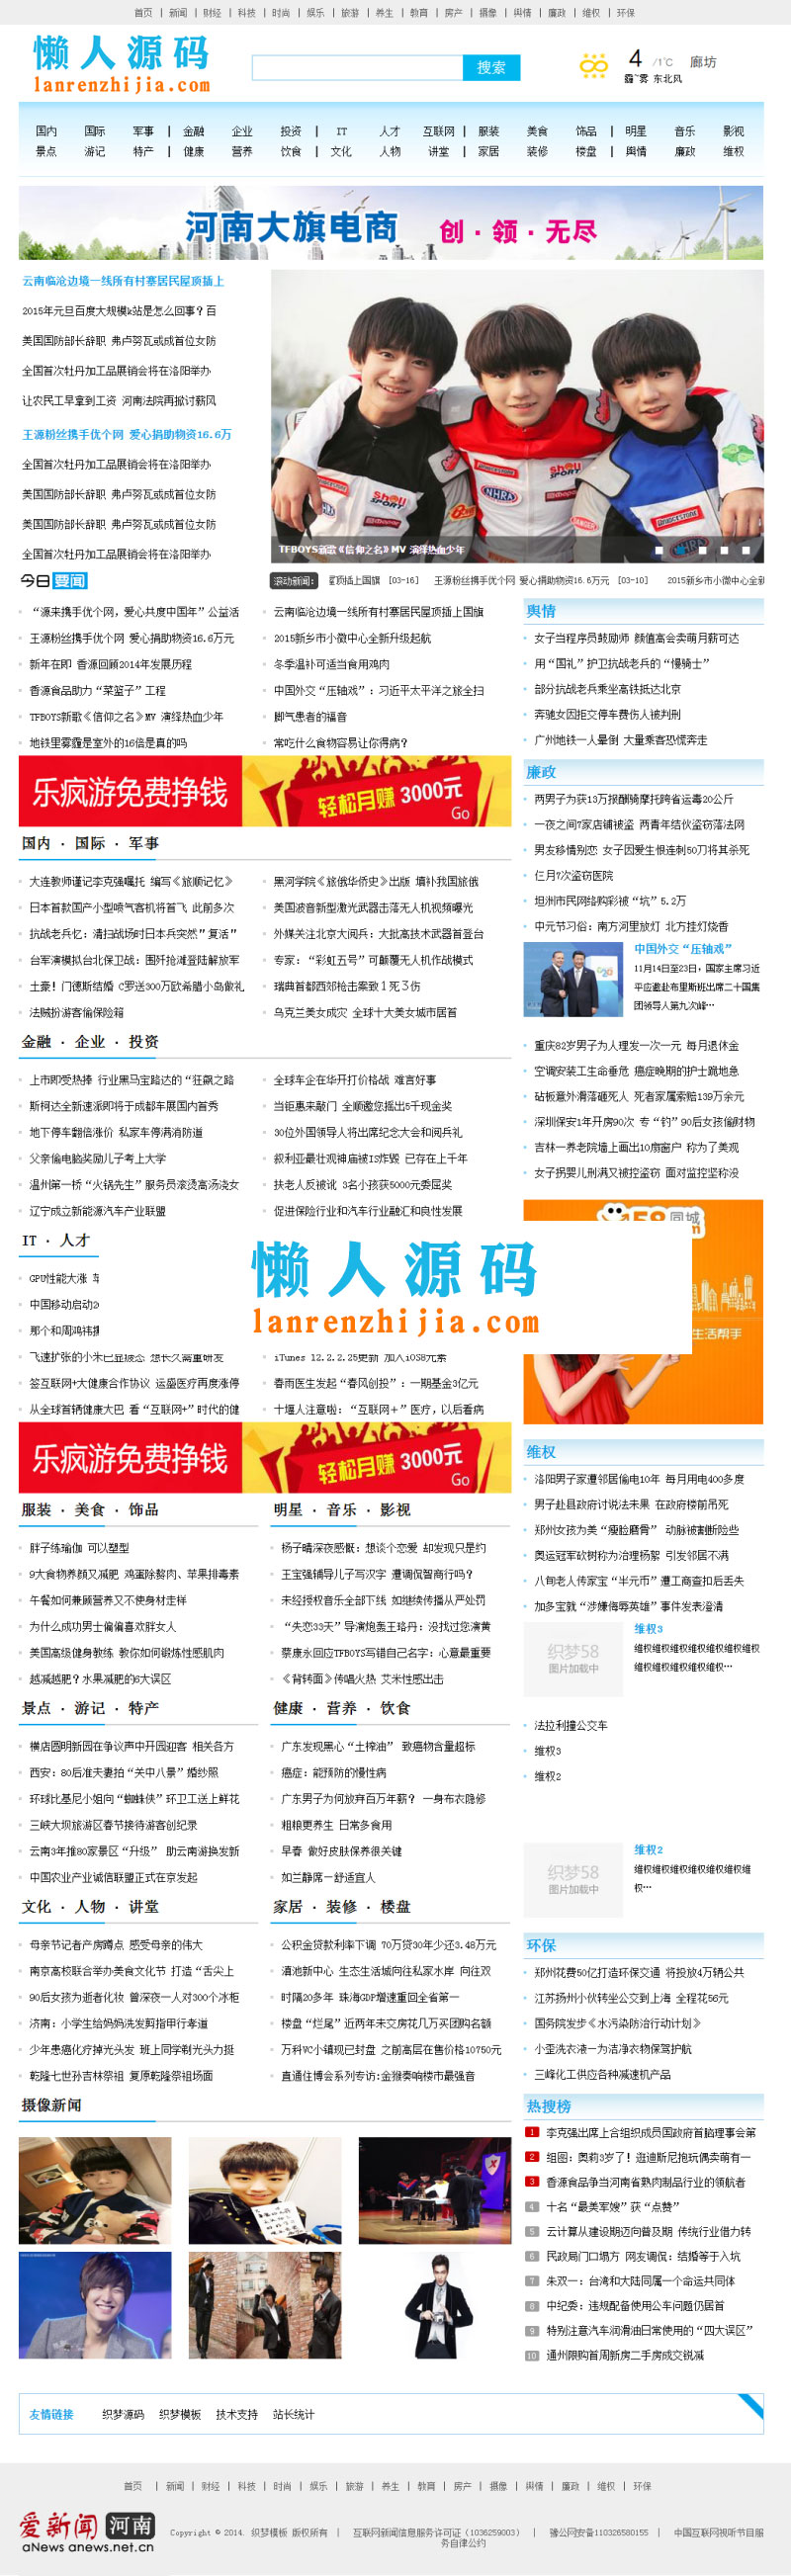 首页 | 新闻 | 财经 | 科技 | 时尚 | 娱乐 | 旅游 | 养生 | 教育 | 房产 | 摄像 | 舆情 | 廉政 | 维权 | 环保
懒人源码
lanrenzhijia.com
搜索
4 /1℃ 廊坊
霾~雾 东北风
国内 国际 军事 | 金融 企业 投资 | IT 人才 互联网 | 服装 美食 饰品 | 明星 音乐 影视
景点 游记 特产 | 健康 营养 饮食 | 文化 人物 讲堂 | 家居 装修 楼盘 | 舆情 廉政 维权
河南大旗电商 创·领·无尽
云南临沧边境一线所有村寨居民屋顶插上
2015年元旦百度大规模k站是怎么回事?百
美国国防部长辞职 弗卢努瓦或成首位女防
全国首次牡丹加工品展销会将在洛阳举办
让农民工早拿到工资 河南法院再掀讨薪风
王源粉丝携手优个网 爱心捐助物资16.6万
全国首次牡丹加工品展销会将在洛阳举办
美国国防部长辞职 弗卢努瓦或成首位女防
美国国防部长辞职 弗卢努瓦或成首位女防
全国首次牡丹加工品展销会将在洛阳举办
TFBOYS新歌《信仰之名》MV 演绎热血少年
今日要闻
滚动新闻: 屋顶插上国旗 [03-16] 王源粉丝携手优个网 爱心捐助物资16.6万元 [03-10] 2015新乡市小微中心全新
“源来携手优个网,爱心共度中国年”公益活
王源粉丝携手优个网 爱心捐助物资16.6万元
新年在即 香源回顾2014年发展历程
香源食品助力“菜篮子”工程
TFBOYS新歌《信仰之名》MV 演绎热血少年
地铁里雾霾是室外的16倍是真的吗
云南临沧边境一线所有村寨居民屋顶插上国旗
2015新乡市小微中心全新升级起航
冬季温补可适当食用鸡肉
中国外交“压轴戏”:习近平太平洋之旅全扫
脚气患者的福音
常吃什么食物容易让你得病?
舆情
女子当程序员鼓励师 颜值高会卖萌月薪可达
用“国礼”护卫抗战老兵的“慢骑士”
部分抗战老兵乘坐高铁抵达北京
奔驰女因拒交停车费伤人被判刑
广州地铁一人晕倒 大量乘客恐慌奔走
乐疯游免费挣钱 轻松月赚3000元 Go
廉政
两男子为获13万报酬骑摩托跨省运毒20公斤
一夜之间7家店铺被盗 两青年结伙盗窃落法网
男友移情别恋 女子因爱生恨连刺50刀将其杀死
仨月7次盗窃医院
坦洲市民网络购彩被“坑”5.2万
中元节习俗:南方河里放灯 北方挂灯烧香
中国外交“压轴戏”
11月14日至23日,国家主席习近
平应邀赴布里斯班出席二十国集
团领导人第九次峰…
重庆82岁男子为人理发一次一元 每月退休金
空调安装工生命垂危 癌症晚期的护士跪地急
砧板意外滑落砸死人 死者家属索赔139万余元
深圳保安1年开房90次 专“钓”90后女孩偷财物
吉林一养老院墙上画出10扇窗户 称为了美观
女子拐婴儿刑满又被控盗窃 面对监控坚称没
国内 · 国际 · 军事
大连教师谨记李克强嘱托 编写《旅顺记忆》
日本首款国产小型喷气客机将首飞 此前多次
抗战老兵忆:清扫战场时日本兵突然”复活”
台军演模拟台北保卫战:围歼抢滩登陆解放军
土豪!门德斯结婚 C罗送300万欧希腊小岛做礼
法贼扮游客偷保险箱
黑河学院《旅俄华侨史》出版 填补我国旅俄
美国波音新型激光武器击落无人机视频曝光
外媒关注北京大阅兵:大批高技术武器首登台
专家:“彩虹五号”可颠覆无人机作战模式
瑞典首都西郊枪击案致1死3伤
乌克兰美女成灾 全球十大美女城市居首
金融 · 企业 · 投资
上市即受热捧 行业黑马宝路达的“狂飙之路
斯柯达全新速派即将于成都车展国内首秀
地下停车翻倍涨价 私家车停满消防道
父亲偷电脑奖励儿子考上大学
温州第一桥“火锅先生”服务员滚烫高汤浇女
辽宁成立新能源汽车产业联盟
全球车企在华开打价格战 难言好事
当钜惠来敲门 全顺邀您摇出5千现金奖
30位外国领导人将出席纪念大会和阅兵礼
叙利亚最壮观神庙被IS炸毁 已存在上千年
扶老人反被讹 3名小孩获5000元委屈奖
促进保险行业和汽车行业融汇和良性发展
58同城
生活帮手
IT · 人才
GPU性能大涨
中国移动启动
那个和周鸿祎
飞速扩张的小米已显疲态 想长久需重研发
签互联网+大健康合作协议 运盛医疗再度涨停
从全球首辆健康大巴 看“互联网+”时代的健
懒人源码
lanrenzhijia.com
iTunes 12.2.2.25更新 加入iOS8元素
春雨医生发起“春风创投”:一期基金3亿元
十堰人注意啦:“互联网+”医疗,以后看病
乐疯游免费挣钱 轻松月赚3000元 Go
维权
洛阳男子家遭邻居偷电10年 每月用电400多度
男子赴县政府讨说法未果 在政府楼前吊死
郑州女孩为美“瘦脸磨骨” 动脉被割断险些
奥运冠军砍树称为治理杨絮 引发邻居不满
八旬老人传家宝“半元币”遭工商查扣后丢失
加多宝就“涉嫌侮辱英雄”事件发表澄清
织梦58
图片加载中
维权3
维权维权维权维权维权维权维权
维权维权维权维权维权…
法拉利撞公交车
维权3
维权2
织梦58
图片加载中
维权2
维权维权维权维权维权维权维
权…
服装 · 美食 · 饰品
胖子练瑜伽 可以塑型
9大食物养颜又减肥 鸡蛋除赘肉、苹果排毒素
午餐如何兼顾营养又不使身材走样
为什么成功男士偏偏喜欢胖女人
美国高级健身教练 教你如何锻炼性感肌肉
越减越肥?水果减肥的6大误区
明星 · 音乐 · 影视
杨子晴深夜感慨:想谈个恋爱 却发现只是约
王宝强辅导儿子写汉字 遭调侃智商行吗?
未经授权音乐全部下线 如继续传播从严处罚
“失恋33天”导演炮轰王珞丹:没找过您演黄
蔡康永回应TFBOYS写错自己名字:心意最重要
《背转面》传唱火热 艾米性感出击
景点 · 游记 · 特产
横店圆明新园在争议声中开园迎客 相关各方
西安:80后准夫妻拍“关中八景”婚纱照
环球比基尼小姐向“蜘蛛侠”环卫工送上鲜花
三峡大坝旅游区春节接待游客创纪录
云南3年推80家景区“升级” 助云南游换发新
中国农业产业诚信联盟正式在京发起
健康 · 营养 · 饮食
广东发现黑心“土榨油” 致癌物含量超标
癌症:能预防的慢性病
广东男子为何放弃百万年薪? 一身布衣隐修
粗粮更养生 日常多食用
早春 做好皮肤保养很关键
如兰静席—舒适宜人
文化 · 人物 · 讲堂
母亲节记者产房蹲点 感受母亲的伟大
南京高校联合举办美食文化节 打造“舌尖上
90后女孩为逝者化妆 曾深夜一人对300个冰柜
济南:小学生给妈妈洗发剪指甲行孝道
少年患癌化疗掉光头发 班上同学剃光头力挺
乾隆七世孙吉林祭祖 复原乾隆祭祖场面
家居 · 装修 · 楼盘
公积金贷款利率下调 70万贷30年少还3.48万元
滇池新中心 生态生活城向往私家水岸 向往双
时隔20多年 珠海GDP增速重回全省第一
楼盘“烂尾”近两年未交房花几万买团购名额
万科VC小镇现已封盘 之前高层在售价格10750元
直通住博会系列专访:金猴奏响楼市最强音
环保
郑州花费50亿打造环保交通 将投放4万辆公共
江苏扬州小伙转坐公交到上海 全程花56元
国务院发步《水污染防治行动计划》
小歪洗衣液—为洁净衣物保驾护航
三峰化工供应各种减速机产品
摄像新闻
热搜榜
1 李克强出席上合组织成员国政府首脑理事会第
2 组图:奥莉3岁了!逛迪斯尼抱玩偶卖萌有一
3 香源食品争当河南省熟肉制品行业的领航者
4 十名“最美军嫂”获“点赞”
5 云计算从建设期迈向普及期 传统行业借力转
6 民政局门口塌方 网友调侃:结婚等于入坑
7 朱双一:台湾和大陆同属一个命运共同体
8 中纪委:违规配备使用公车问题仍居首
9 特别注意汽车润滑油日常使用的“四大误区”
10 通州限购首周新房二手房成交锐减
友情链接 织梦源码 织梦模板 技术支持 站长统计
首页 | 新闻 | 财经 | 科技 | 时尚 | 娱乐 | 旅游 | 养生 | 教育 | 房产 | 摄像 | 舆情 | 廉政 | 维权 | 环保
爱新闻 河南
aNews anews.net.cn
Copyright © 2014. 织梦模板 版权所有 | 互联网新闻信息服务许可证(1036259003) | 豫公网安备110326580155 | 中国互联网视听节目服
务自律公约